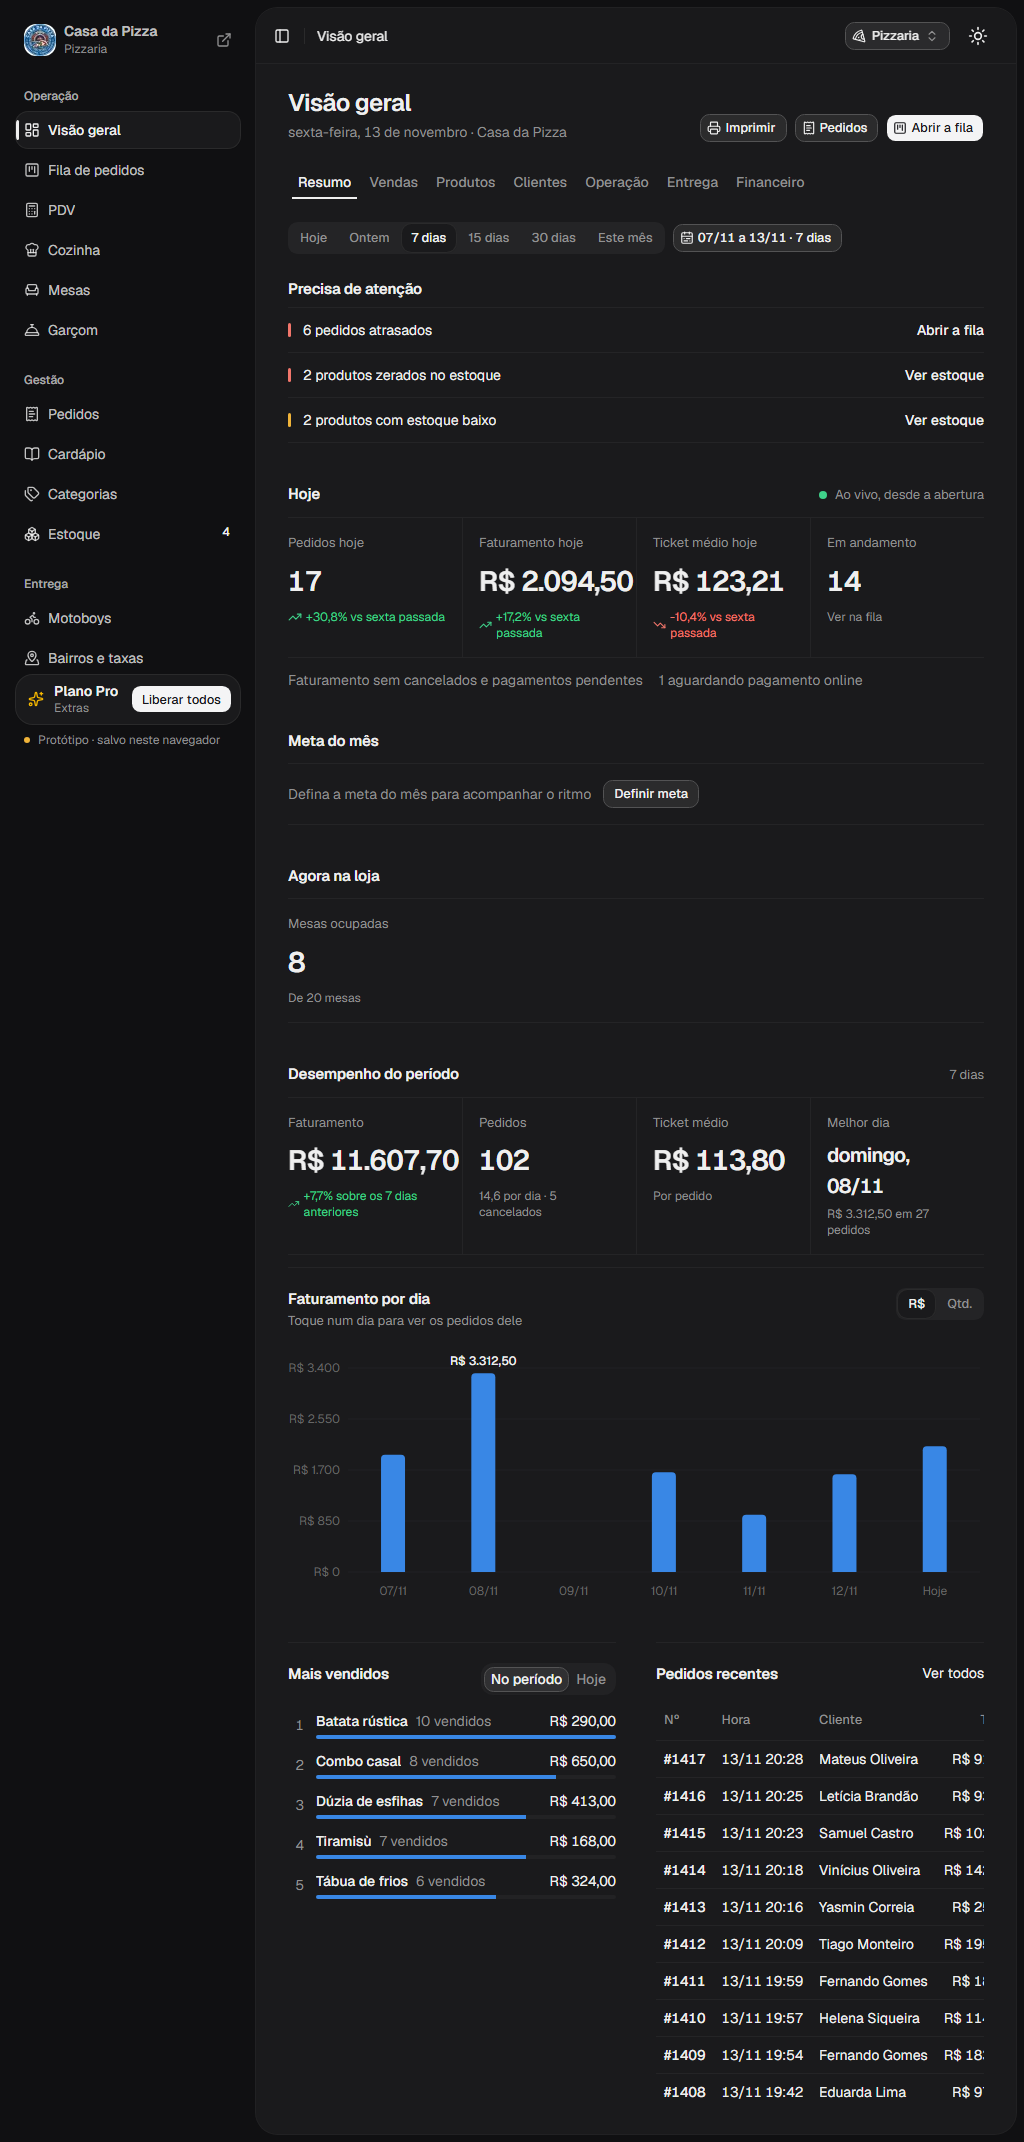 Casa da Pizza
Pizzaria
Operação
Visão geral
Fila de pedidos
PDV
Cozinha
Mesas
Garçom
Gestão
Pedidos
Cardápio
Categorias
Estoque 4
Entrega
Motoboys
Bairros e taxas
Plano Pro
Extras
Liberar todos
Protótipo · salvo neste navegador
Visão geral
Pizzaria
Visão geral
sexta-feira, 13 de novembro · Casa da Pizza
Imprimir Pedidos Abrir a fila
Resumo Vendas Produtos Clientes Operação Entrega Financeiro
Hoje Ontem 7 dias 15 dias 30 dias Este mês 07/11 a 13/11 · 7 dias
Precisa de atenção
6 pedidos atrasados Abrir a fila
2 produtos zerados no estoque Ver estoque
2 produtos com estoque baixo Ver estoque
Hoje Ao vivo, desde a abertura
Pedidos hoje
17
+30,8% vs sexta passada
Faturamento hoje
R$ 2.094,50
+17,2% vs sexta
passada
Ticket médio hoje
R$ 123,21
-10,4% vs sexta
passada
Em andamento
14
Ver na fila
Faturamento sem cancelados e pagamentos pendentes 1 aguardando pagamento online
Meta do mês
Defina a meta do mês para acompanhar o ritmo Definir meta
Agora na loja
Mesas ocupadas
8
De 20 mesas
Desempenho do período 7 dias
Faturamento
R$ 11.607,70
+7,7% sobre os 7 dias
anteriores
Pedidos
102
14,6 por dia · 5
cancelados
Ticket médio
R$ 113,80
Por pedido
Melhor dia
domingo,
08/11
R$ 3.312,50 em 27
pedidos
Faturamento por dia R$ Qtd.
Toque num dia para ver os pedidos dele
R$ 3.312,50
R$ 3.400
R$ 2.550
R$ 1.700
R$ 850
R$ 0
07/11 08/11 09/11 10/11 11/11 12/11 Hoje
Mais vendidos No período Hoje
1 Batata rústica 10 vendidos R$ 290,00
2 Combo casal 8 vendidos R$ 650,00
3 Dúzia de esfihas 7 vendidos R$ 413,00
4 Tiramisù 7 vendidos R$ 168,00
5 Tábua de frios 6 vendidos R$ 324,00
Pedidos recentes Ver todos
Nº Hora Cliente
#1417 13/11 20:28 Mateus Oliveira R$
#1416 13/11 20:25 Letícia Brandão R$
#1415 13/11 20:23 Samuel Castro R$
#1414 13/11 20:18 Vinícius Oliveira R$
#1413 13/11 20:16 Yasmin Correia R$
#1412 13/11 20:09 Tiago Monteiro R$
#1411 13/11 19:59 Fernando Gomes R$
#1410 13/11 19:57 Helena Siqueira R$
#1409 13/11 19:54 Fernando Gomes R$
#1408 13/11 19:42 Eduarda Lima R$